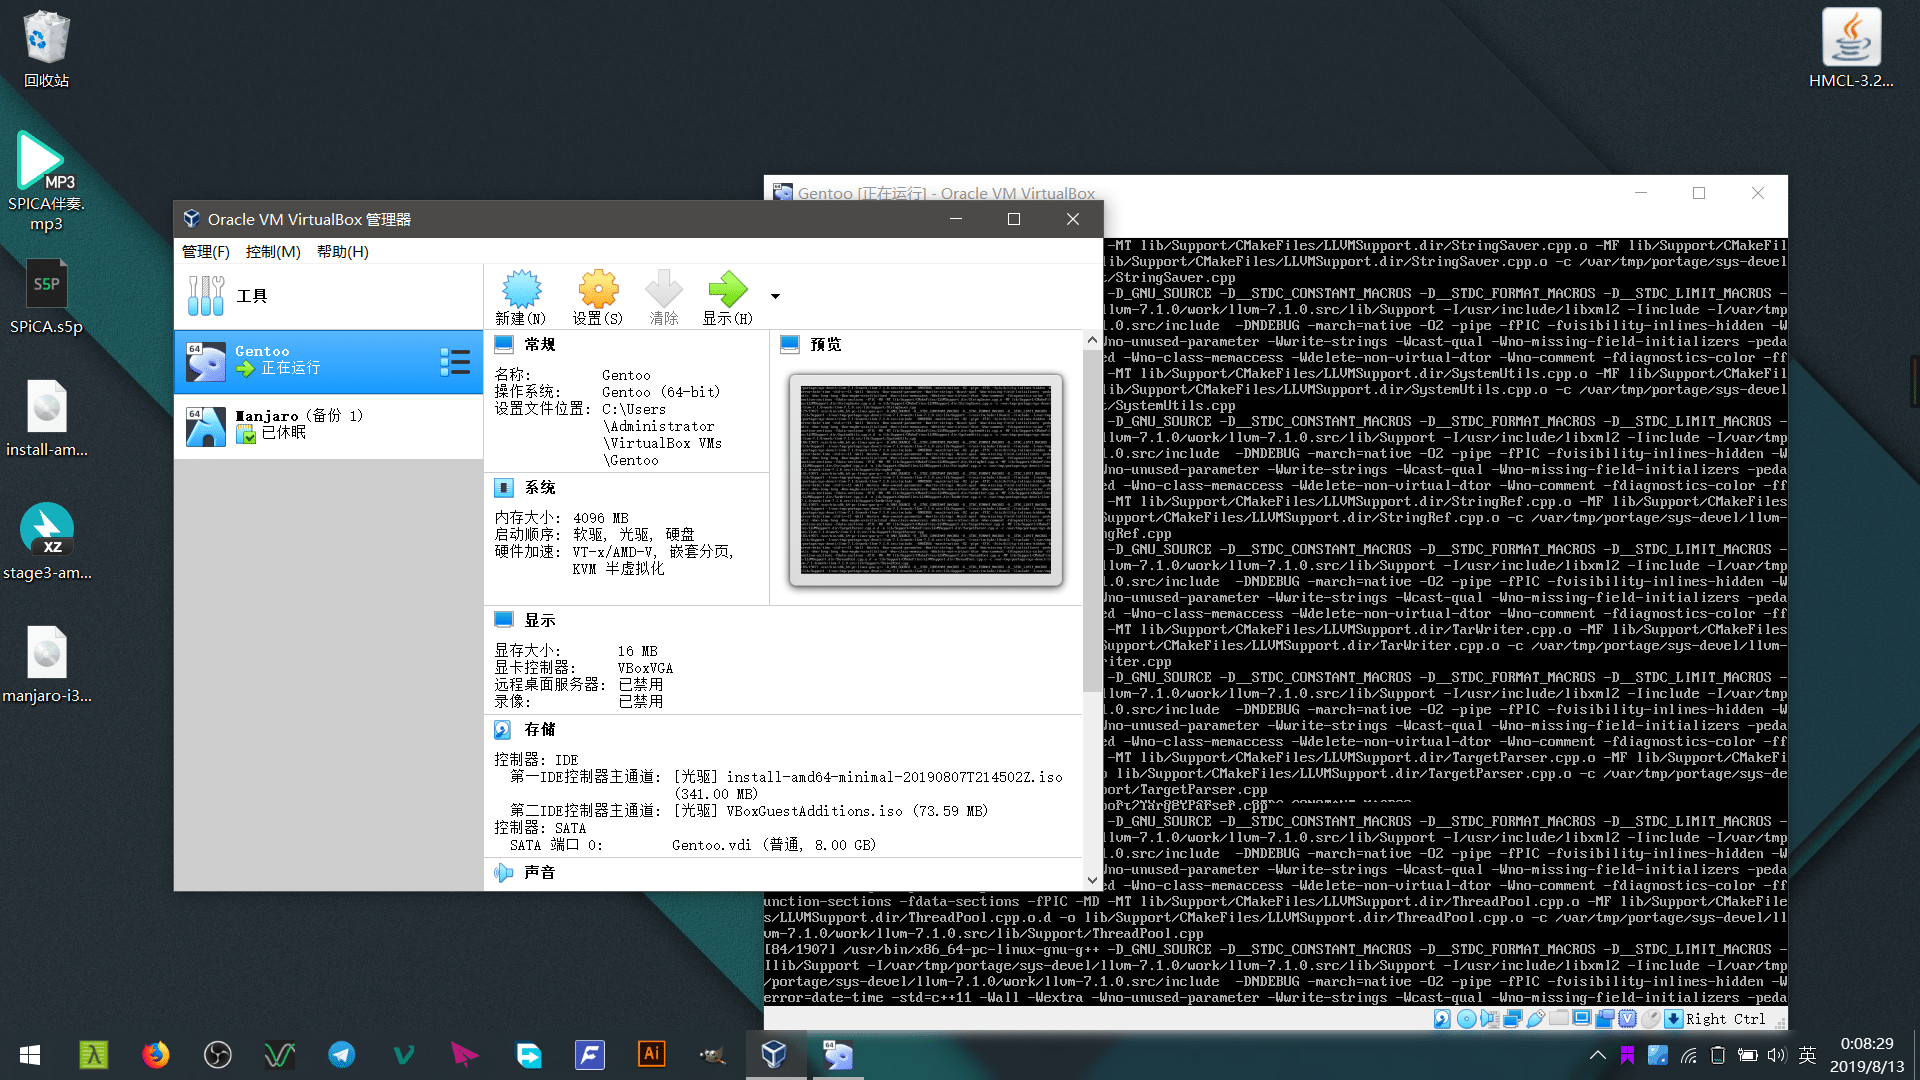 回收站
MP3
SPICA伴奏.
mp3
S5P
SPiCA.s5p
install-am...
XZ
stage3-am...
manjaro-i3...
HMCL-3.2...
Gentoo [正在运行] - Oracle VM VirtualBox
Oracle VM VirtualBox 管理器
管理(F) 控制(M) 帮助(H)
工具
新建(N) 设置(S) 清除 显示(H)
64
Gentoo
正在运行
64
Manjaro (备份 1)
已休眠
常规
名称: Gentoo
操作系统: Gentoo (64-bit)
设置文件位置: C:\Users
\Administrator
\VirtualBox VMs
\Gentoo
预览
系统
内存大小: 4096 MB
启动顺序: 软驱, 光驱, 硬盘
硬件加速: VT-x/AMD-V, 嵌套分页,
KVM 半虚拟化
显示
显存大小: 16 MB
显卡控制器: VBoxVGA
远程桌面服务器: 已禁用
录像: 已禁用
存储
控制器: IDE
第一IDE控制器主通道: [光驱] install-amd64-minimal-20190807T214502Z.iso
(341.00 MB)
第二IDE控制器主通道: [光驱] VBoxGuestAdditions.iso (73.59 MB)
控制器: SATA
SATA 端口 0: Gentoo.vdi (普通, 8.00 GB)
声音
-MT lib/Support/CMakeFiles/LLVMSupport.dir/StringSaver.cpp.o -MF lib/Support/CMakeFil
lib/Support/CMakeFiles/LLVMSupport.dir/StringSaver.cpp.o -c /var/tmp/portage/sys-devel
/StringSaver.cpp
-D_GNU_SOURCE -D__STDC_CONSTANT_MACROS -D__STDC_FORMAT_MACROS -D__STDC_LIMIT_MACROS -
llvm-7.1.0/work/llvm-7.1.0.src/lib/Support -I/usr/include/libxml2 -Iinclude -I/var/tmp
1.0.src/include -DNDEBUG -march=native -O2 -pipe -fPIC -fvisibility-inlines-hidden -W
Wno-unused-parameter -Wwrite-strings -Wcast-qual -Wno-missing-field-initializers -peda
ed -Wno-class-memaccess -Wdelete-non-virtual-dtor -Wno-comment -fdiagnostics-color -ff
-MT lib/Support/CMakeFiles/LLVMSupport.dir/SystemUtils.cpp.o -MF lib/Support/CMakeFil
lib/Support/CMakeFiles/LLVMSupport.dir/SystemUtils.cpp.o -c /var/tmp/portage/sys-devel
/SystemUtils.cpp
-D_GNU_SOURCE -D__STDC_CONSTANT_MACROS -D__STDC_FORMAT_MACROS -D__STDC_LIMIT_MACROS -
llvm-7.1.0/work/llvm-7.1.0.src/lib/Support -I/usr/include/libxml2 -Iinclude -I/var/tmp
1.0.src/include -DNDEBUG -march=native -O2 -pipe -fPIC -fvisibility-inlines-hidden -W
Wno-unused-parameter -Wwrite-strings -Wcast-qual -Wno-missing-field-initializers -peda
ed -Wno-class-memaccess -Wdelete-non-virtual-dtor -Wno-comment -fdiagnostics-color -ff
-MT lib/Support/CMakeFiles/LLVMSupport.dir/StringRef.cpp.o -MF lib/Support/CMakeFiles
Support/CMakeFiles/LLVMSupport.dir/StringRef.cpp.o -c /var/tmp/portage/sys-devel/llvm-
ngRef.cpp
-D_GNU_SOURCE -D__STDC_CONSTANT_MACROS -D__STDC_FORMAT_MACROS -D__STDC_LIMIT_MACROS -
llvm-7.1.0/work/llvm-7.1.0.src/lib/Support -I/usr/include/libxml2 -Iinclude -I/var/tmp
1.0.src/include -DNDEBUG -march=native -O2 -pipe -fPIC -fvisibility-inlines-hidden -W
Wno-unused-parameter -Wwrite-strings -Wcast-qual -Wno-missing-field-initializers -peda
ed -Wno-class-memaccess -Wdelete-non-virtual-dtor -Wno-comment -fdiagnostics-color -ff
-MT lib/Support/CMakeFiles/LLVMSupport.dir/TarWriter.cpp.o -MF lib/Support/CMakeFiles
Support/CMakeFiles/LLVMSupport.dir/TarWriter.cpp.o -c /var/tmp/portage/sys-devel/llvm-
riter.cpp
-D_GNU_SOURCE -D__STDC_CONSTANT_MACROS -D__STDC_FORMAT_MACROS -D__STDC_LIMIT_MACROS -
llvm-7.1.0/work/llvm-7.1.0.src/lib/Support -I/usr/include/libxml2 -Iinclude -I/var/tmp
1.0.src/include -DNDEBUG -march=native -O2 -pipe -fPIC -fvisibility-inlines-hidden -W
Wno-unused-parameter -Wwrite-strings -Wcast-qual -Wno-missing-field-initializers -peda
ed -Wno-class-memaccess -Wdelete-non-virtual-dtor -Wno-comment -fdiagnostics-color -ff
-MT lib/Support/CMakeFiles/LLVMSupport.dir/TargetParser.cpp.o -MF lib/Support/CMakeFi
o lib/Support/CMakeFiles/LLVMSupport.dir/TargetParser.cpp.o -c /var/tmp/portage/sys-de
port/TargetParser.cpp
port/TargetParser.cpp
-D_GNU_SOURCE -D__STDC_CONSTANT_MACROS -D__STDC_FORMAT_MACROS -D__STDC_LIMIT_MACROS -
llvm-7.1.0/work/llvm-7.1.0.src/lib/Support -I/usr/include/libxml2 -Iinclude -I/var/tmp
1.0.src/include -DNDEBUG -march=native -O2 -pipe -fPIC -fvisibility-inlines-hidden -W
Wno-unused-parameter -Wwrite-strings -Wcast-qual -Wno-missing-field-initializers -peda
ed -Wno-class-memaccess -Wdelete-non-virtual-dtor -Wno-comment -fdiagnostics-color -ff
unction-sections -fdata-sections -fPIC -MD -MT lib/Support/CMakeFiles/LLVMSupport.dir/ThreadPool.cpp.o -MF lib/Support/CMakeFile
s/LLVMSupport.dir/ThreadPool.cpp.o.d -o lib/Support/CMakeFiles/LLVMSupport.dir/ThreadPool.cpp.o -c /var/tmp/portage/sys-devel/ll
vm-7.1.0/work/llvm-7.1.0.src/lib/Support/ThreadPool.cpp
[84/1907] /usr/bin/x86_64-pc-linux-gnu-g++ -D_GNU_SOURCE -D__STDC_CONSTANT_MACROS -D__STDC_FORMAT_MACROS -D__STDC_LIMIT_MACROS -
Ilib/Support -I/var/tmp/portage/sys-devel/llvm-7.1.0/work/llvm-7.1.0.src/lib/Support -I/usr/include/libxml2 -Iinclude -I/var/tmp
/portage/sys-devel/llvm-7.1.0/work/llvm-7.1.0.src/include -DNDEBUG -march=native -O2 -pipe -fPIC -fvisibility-inlines-hidden -W
error=date-time -std=c++11 -Wall -Wextra -Wno-unused-parameter -Wwrite-strings -Wcast-qual -Wno-missing-field-initializers -peda
Right Ctrl
Ai
64
英
0:08:29
2019/8/13